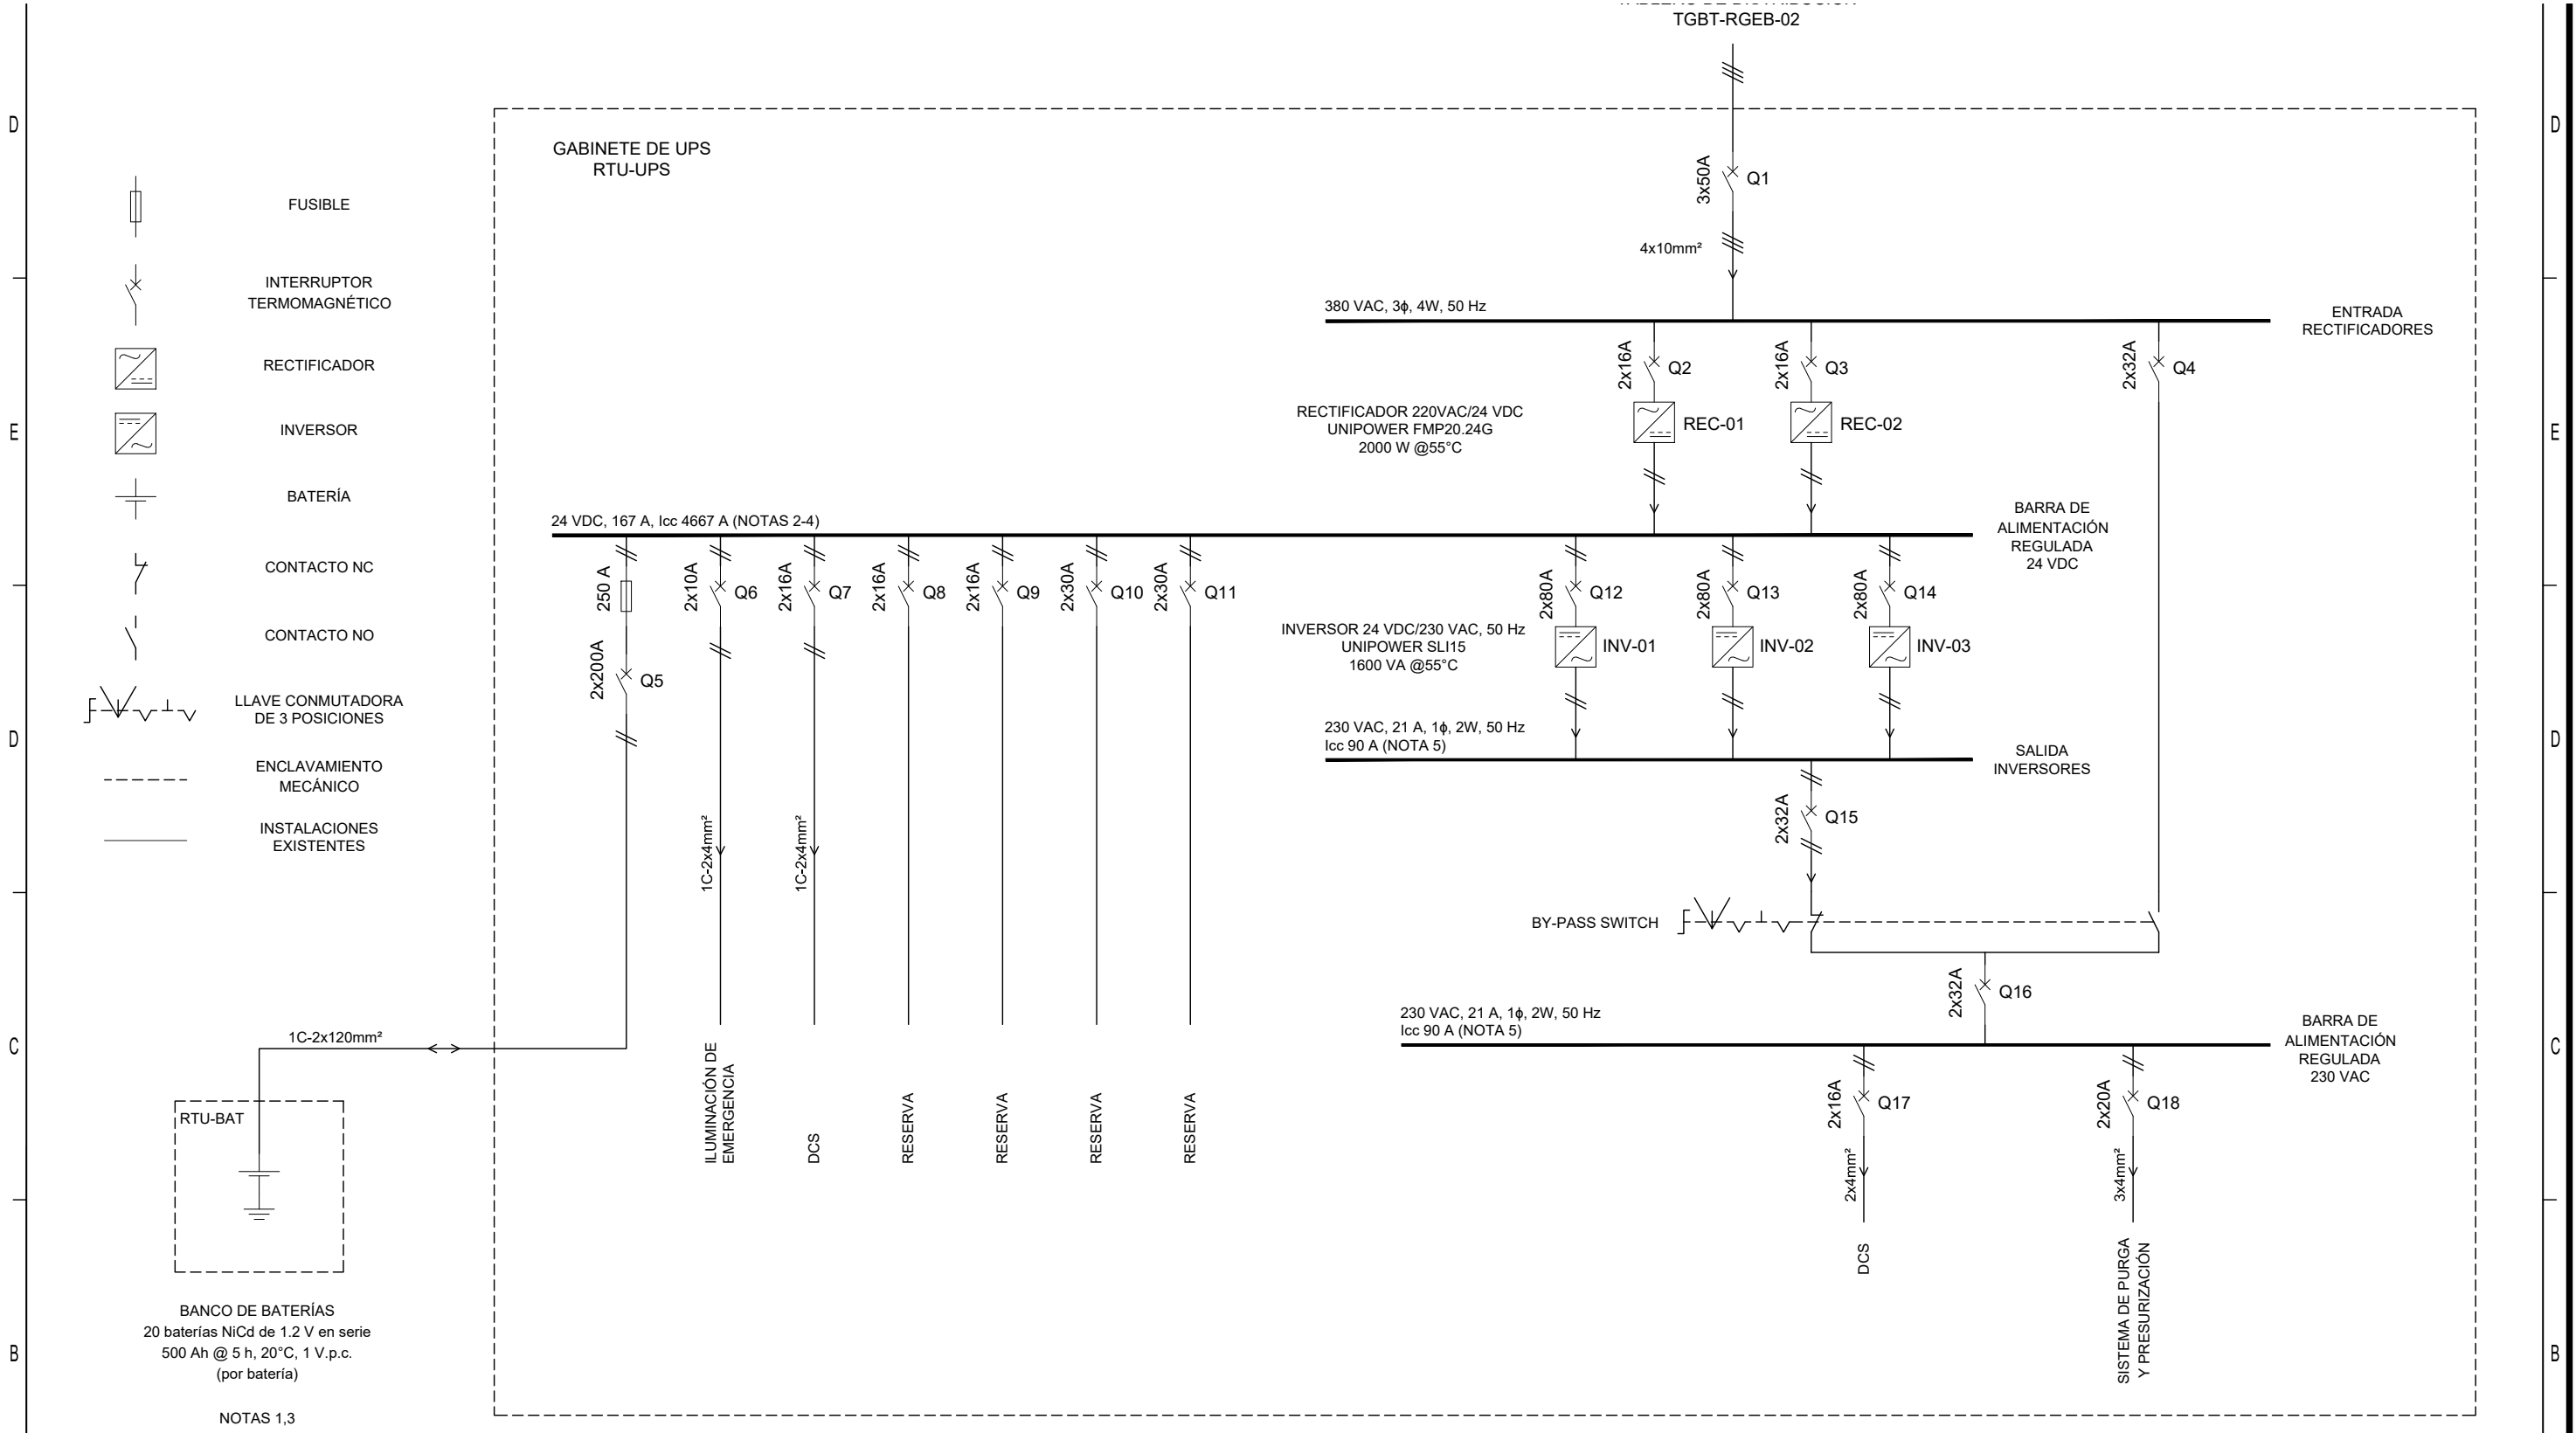 TGBT-RGEB-02
D
D
GABINETE DE UPS
RTU-UPS
3x50A
Q1
FUSIBLE
4x10mm²
INTERRUPTOR
TERMOMAGNÉTICO
380 VAC, 3ϕ, 4W, 50 Hz
ENTRADA
RECTIFICADORES
RECTIFICADOR
2x16A
Q2
2x16A
Q3
2x32A
Q4
RECTIFICADOR 220VAC/24 VDC
UNIPOWER FMP20.24G
2000 W @55°C
REC-01
REC-02
E
E
INVERSOR
BATERÍA
24 VDC, 167 A, Icc 4667 A (NOTAS 2-4)
BARRA DE
ALIMENTACIÓN
REGULADA
24 VDC
CONTACTO NC
250 A
2x10A
Q6
2x16A
Q7
2x16A
Q8
2x16A
Q9
2x30A
Q10
2x30A
Q11
2x80A
Q12
2x80A
Q13
2x80A
Q14
CONTACTO NO
INVERSOR 24 VDC/230 VAC, 50 Hz
UNIPOWER SLI15
1600 VA @55°C
INV-01
INV-02
INV-03
2x200A
Q5
LLAVE CONMUTADORA
DE 3 POSICIONES
230 VAC, 21 A, 1ϕ, 2W, 50 Hz
Icc 90 A (NOTA 5)
D
D
SALIDA
INVERSORES
ENCLAVAMIENTO
MECÁNICO
2x32A
Q15
INSTALACIONES
EXISTENTES
1C-2x4mm²
1C-2x4mm²
BY-PASS SWITCH
2x32A
Q16
230 VAC, 21 A, 1ϕ, 2W, 50 Hz
Icc 90 A (NOTA 5)
BARRA DE
ALIMENTACIÓN
REGULADA
230 VAC
C
C
1C-2x120mm²
ILUMINACIÓN DE
EMERGENCIA
DCS
RESERVA
RESERVA
RESERVA
RESERVA
RTU-BAT
2x16A
Q17
2x20A
Q18
2x4mm²
3x4mm²
DCS
SISTEMA DE PURGA
Y PRESURIZACIÓN
BANCO DE BATERÍAS
20 baterías NiCd de 1.2 V en serie
500 Ah @ 5 h, 20°C, 1 V.p.c.
(por batería)
B
B
NOTAS 1,3